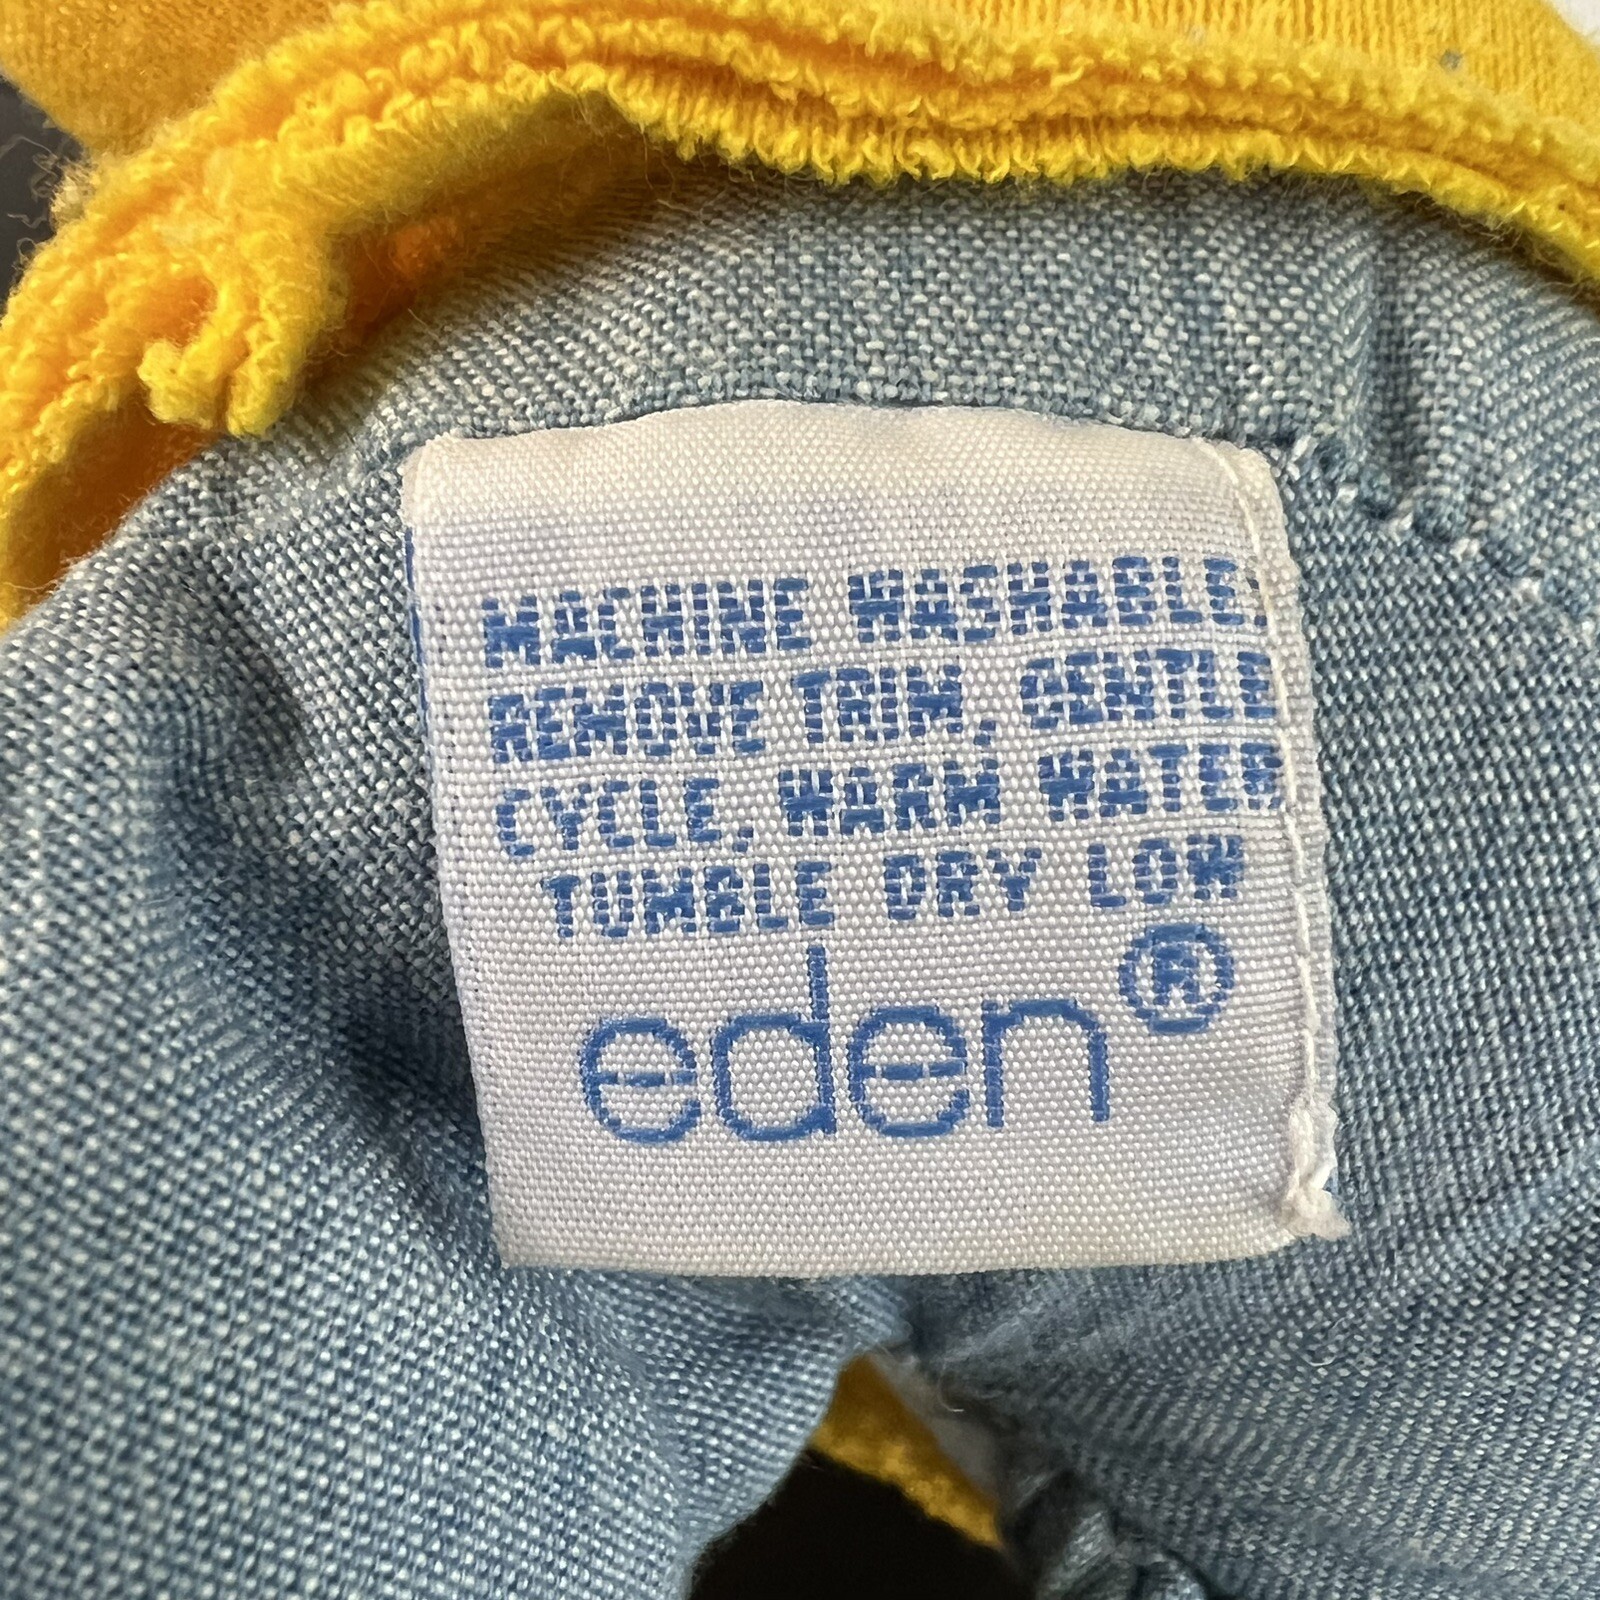 MACHINE WASHABLE,
REMOVE TRIM, GENTLE
CYCLE, WARM WATER
TUMBLE DRY LOW
eden®